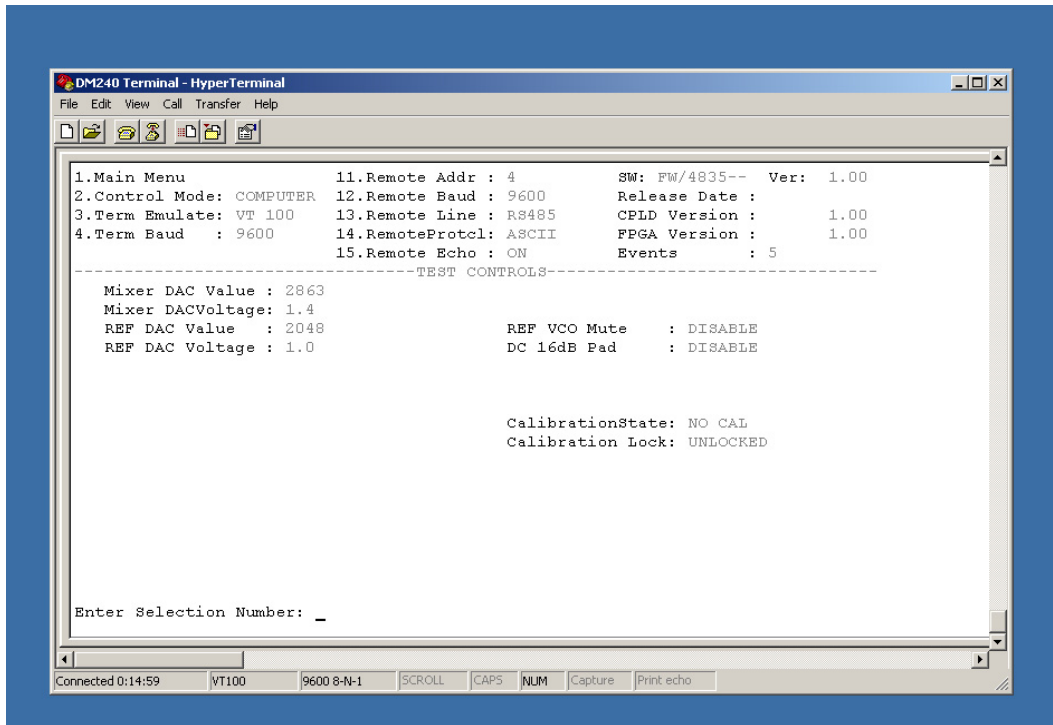 DM240 Terminal - HyperTerminal
File Edit View Call Transfer Help
1.Main Menu 11.Remote Addr : 4 SW: FW/4835-- Ver: 1.00
2.Control Mode: COMPUTER 12.Remote Baud : 9600 Release Date :
3.Term Emulate: VT 100 13.Remote Line : RS485 CPLD Version : 1.00
4.Term Baud : 9600 14.RemoteProtcl: ASCII FPGA Version : 1.00
15.Remote Echo : ON Events : 5
----------------------------------TEST CONTROLS---------------------------------
Mixer DAC Value : 2863
Mixer DACVoltage: 1.4
REF DAC Value : 2048 REF VCO Mute : DISABLE
REF DAC Voltage : 1.0 DC 16dB Pad : DISABLE
CalibrationState: NO CAL
Calibration Lock: UNLOCKED
Enter Selection Number: _
Connected 0:14:59 VT100 9600 8-N-1 SCROLL CAPS NUM Capture Print echo